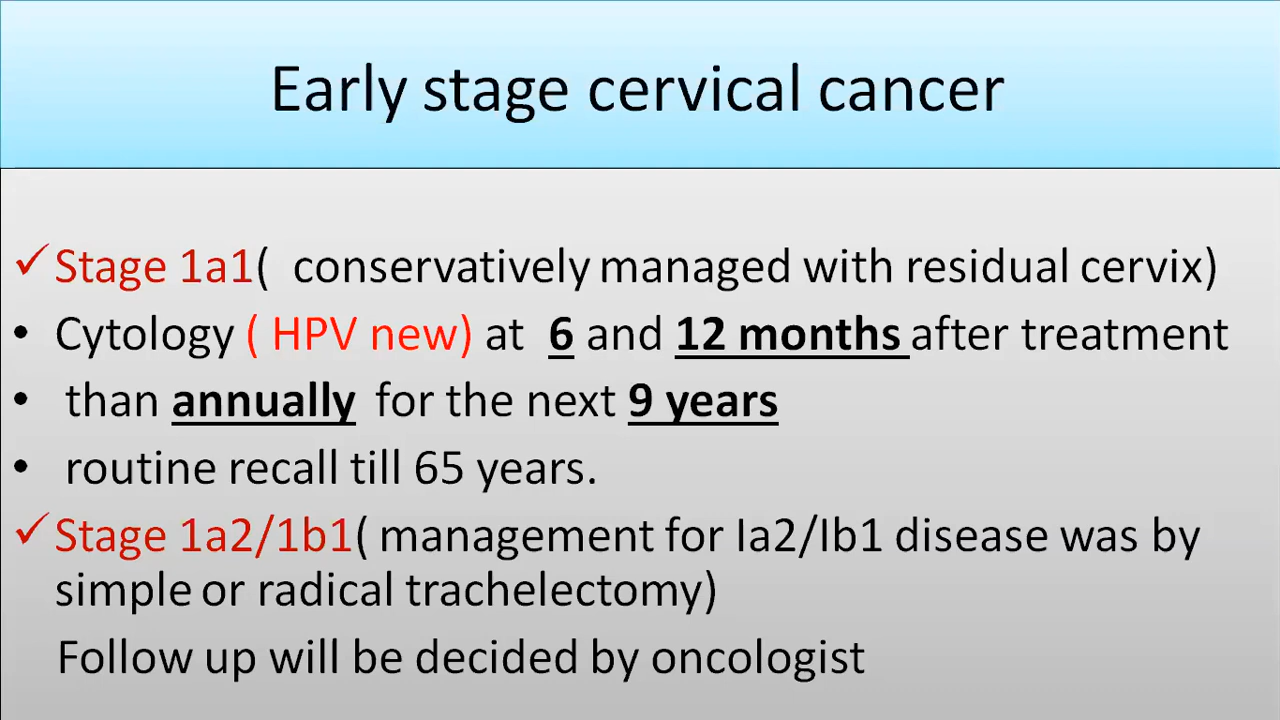 Early stage cervical cancer
✓Stage 1a1( conservatively managed with residual cervix)
• Cytology ( HPV new) at 6 and 12 months after treatment
• than annually for the next 9 years
• routine recall till 65 years.
✓Stage 1a2/1b1( management for Ia2/Ib1 disease was by
simple or radical trachelectomy)
Follow up will be decided by oncologist